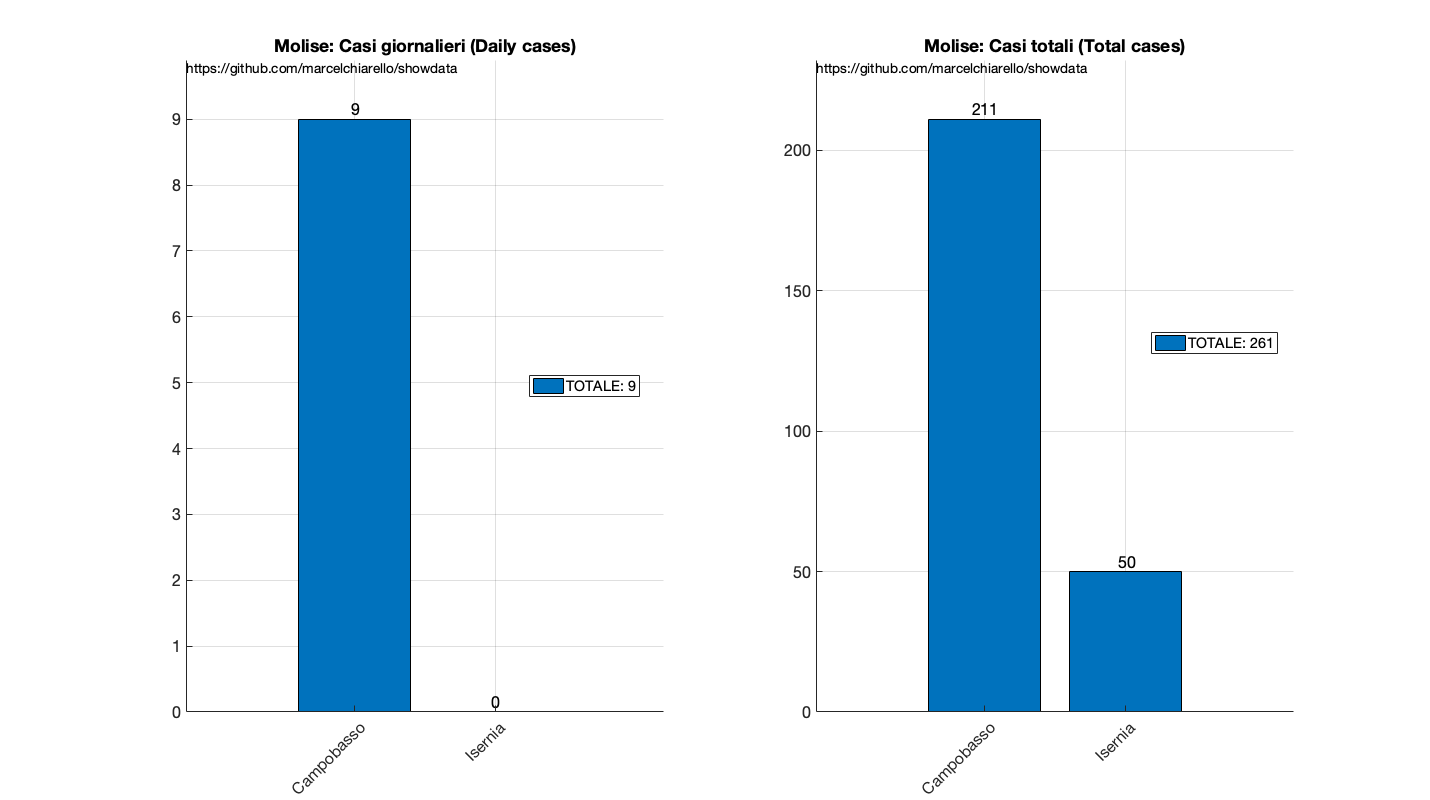 Molise: Casi giornalieri (Daily cases)
https://github.com/marcelchiarello/showdata
9
9
8
7
6
5
4
3
2
1
0
0
TOTALE: 9
Campobasso
Isernia
Molise: Casi totali (Total cases)
https://github.com/marcelchiarello/showdata
211
200
150
100
50
0
50
TOTALE: 261
Campobasso
Isernia